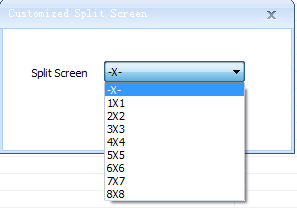 Customized Split Screen
Split Screen -X-
-X-
1X1
2X2
3X3
4X4
5X5
6X6
7X7
8X8